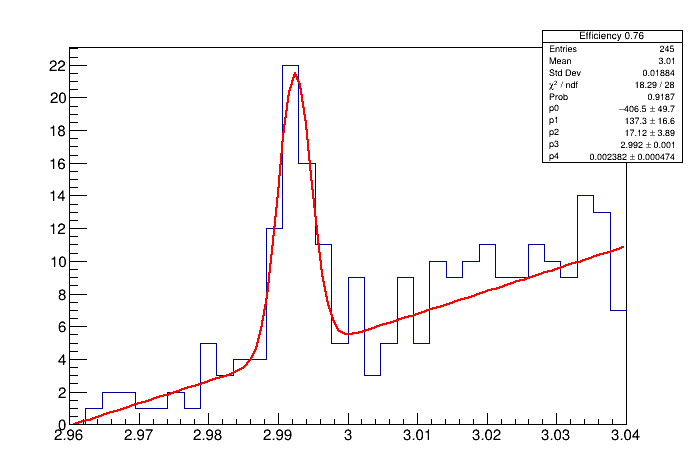 Efficiency 0.76
Entries 245
Mean 3.01
Std Dev 0.01884
χ² / ndf 18.29 / 28
Prob 0.9187
p0 −406.5 ± 49.7
p1 137.3 ± 16.6
p2 17.12 ± 3.89
p3 2.992 ± 0.001
p4 0.002382 ± 0.000474
22
20
18
16
14
12
10
8
6
4
2
0
2.96 2.97 2.98 2.99 3 3.01 3.02 3.03 3.04